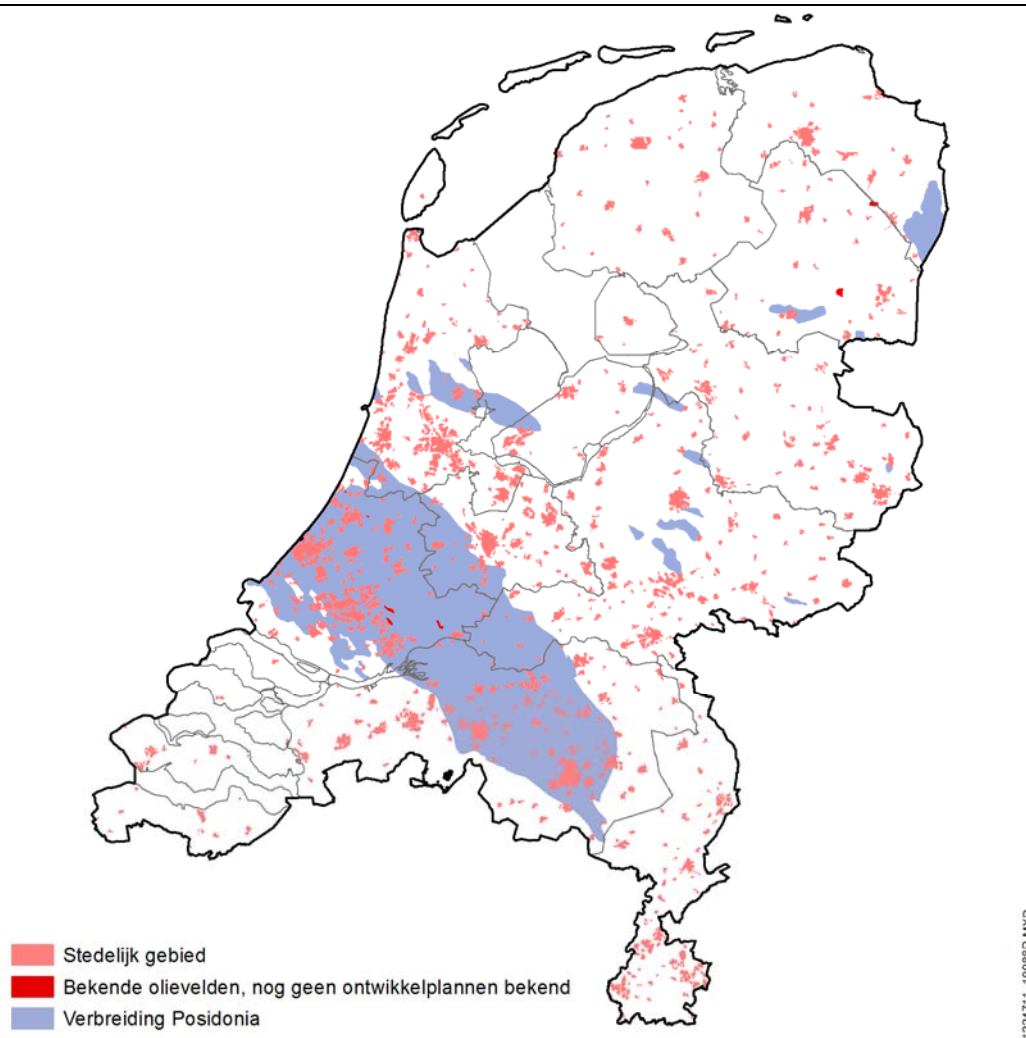 Stedelijk gebied
Bekende olievelden, nog geen ontwikkelplannen bekend
Verbreiding Posidonia